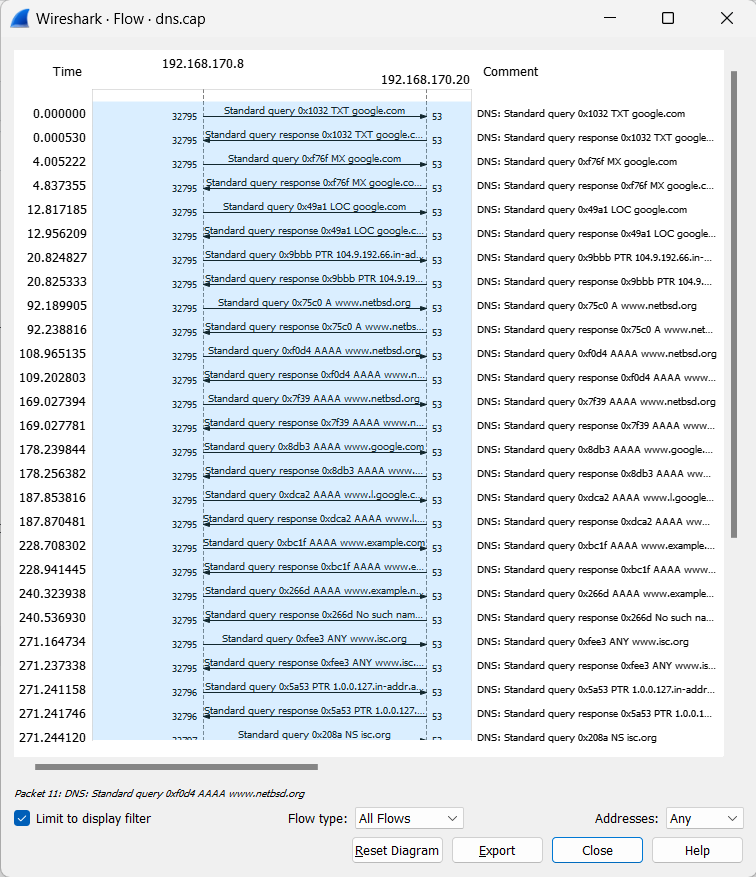 Wireshark · Flow · dns.cap
Time 192.168.170.8 192.168.170.20 Comment
0.000000 32795 Standard query 0x1032 TXT google.com 53 DNS: Standard query 0x1032 TXT google.com
0.000530 32795 Standard query response 0x1032 TXT google.c... 53 DNS: Standard query response 0x1032 TXT google...
4.005222 32795 Standard query 0xf76f MX google.com 53 DNS: Standard query 0xf76f MX google.com
4.837355 32795 Standard query response 0xf76f MX google.co... 53 DNS: Standard query response 0xf76f MX google.c...
12.817185 32795 Standard query 0x49a1 LOC google.com 53 DNS: Standard query 0x49a1 LOC google.com
12.956209 32795 Standard query response 0x49a1 LOC google.c... 53 DNS: Standard query response 0x49a1 LOC google...
20.824827 32795 Standard query 0x9bbb PTR 104.9.192.66.in-ad... 53 DNS: Standard query 0x9bbb PTR 104.9.192.66.in-...
20.825333 32795 Standard query response 0x9bbb PTR 104.9.19... 53 DNS: Standard query response 0x9bbb PTR 104.9....
92.189905 32795 Standard query 0x75c0 A www.netbsd.org 53 DNS: Standard query 0x75c0 A www.netbsd.org
92.238816 32795 Standard query response 0x75c0 A www.netbs... 53 DNS: Standard query response 0x75c0 A www.net...
108.965135 32795 Standard query 0xf0d4 AAAA www.netbsd.org 53 DNS: Standard query 0xf0d4 AAAA www.netbsd.org
109.202803 32795 Standard query response 0xf0d4 AAAA www.n... 53 DNS: Standard query response 0xf0d4 AAAA www...
169.027394 32795 Standard query 0x7f39 AAAA www.netbsd.org 53 DNS: Standard query 0x7f39 AAAA www.netbsd.org
169.027781 32795 Standard query response 0x7f39 AAAA www.n... 53 DNS: Standard query response 0x7f39 AAAA www...
178.239844 32795 Standard query 0x8db3 AAAA www.google.com 53 DNS: Standard query 0x8db3 AAAA www.google....
178.256382 32795 Standard query response 0x8db3 AAAA www.... 53 DNS: Standard query response 0x8db3 AAAA ww...
187.853816 32795 Standard query 0xdca2 AAAA www.l.google.c... 53 DNS: Standard query 0xdca2 AAAA www.l.google...
187.870481 32795 Standard query response 0xdca2 AAAA www.l.... 53 DNS: Standard query response 0xdca2 AAAA ww...
228.708302 32795 Standard query 0xbc1f AAAA www.example.com 53 DNS: Standard query 0xbc1f AAAA www.example....
228.941445 32795 Standard query response 0xbc1f AAAA www.e... 53 DNS: Standard query response 0xbc1f AAAA www...
240.323938 32795 Standard query 0x266d AAAA www.example.n... 53 DNS: Standard query 0x266d AAAA www.example...
240.536930 32795 Standard query response 0x266d No such nam... 53 DNS: Standard query response 0x266d No such na...
271.164734 32795 Standard query 0xfee3 ANY www.isc.org 53 DNS: Standard query 0xfee3 ANY www.isc.org
271.237338 32795 Standard query response 0xfee3 ANY www.isc.... 53 DNS: Standard query response 0xfee3 ANY www.is...
271.241158 32796 Standard query 0x5a53 PTR 1.0.0.127.in-addr.a... 53 DNS: Standard query 0x5a53 PTR 1.0.0.127.in-addr...
271.241746 32796 Standard query response 0x5a53 PTR 1.0.0.127.... 53 DNS: Standard query response 0x5a53 PTR 1.0.0.1...
271.244120 Standard query 0x208a NS isc.org DNS: Standard query 0x208a NS isc.org
Packet 11: DNS: Standard query 0xf0d4 AAAA www.netbsd.org
Limit to display filter Flow type: All Flows Addresses: Any
Reset Diagram Export Close Help